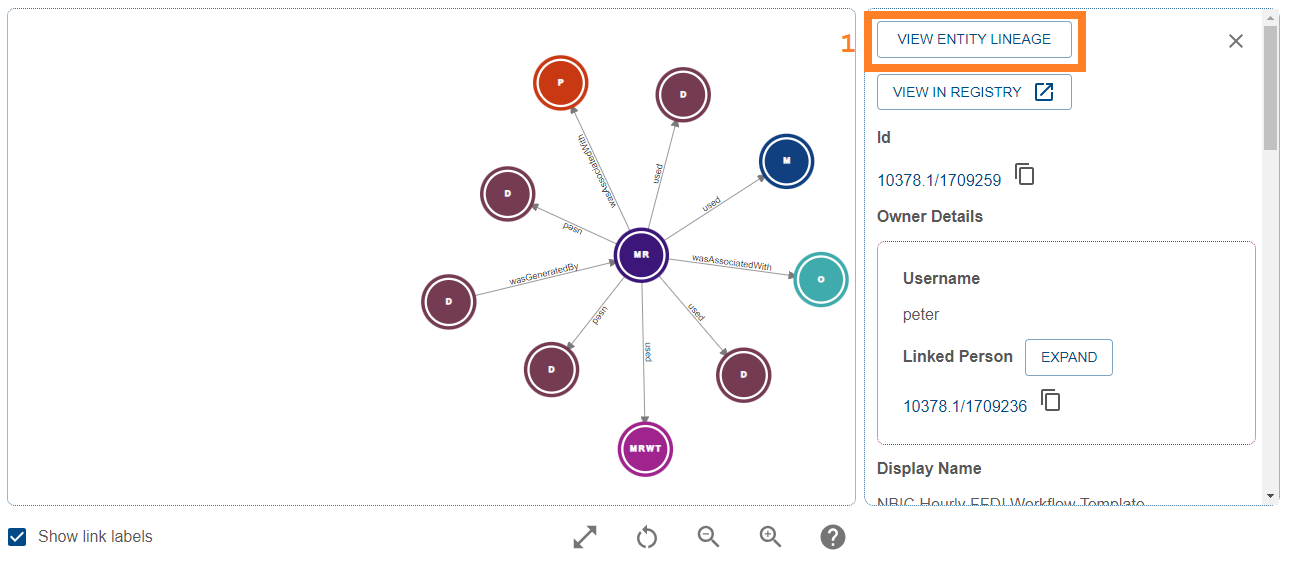 1
VIEW ENTITY LINEAGE
VIEW IN REGISTRY
Id
10378.1/1709259
Owner Details
Username
peter
Linked Person
EXPAND
10378.1/1709236
Display Name
NBIC Hourly FFDI Workflow Template
P
D
M
D
MR
O
D
D
D
MRWT
wasAssociatedWith
used
used
used
wasAssociatedWith
wasGeneratedBy
used
used
used
Show link labels